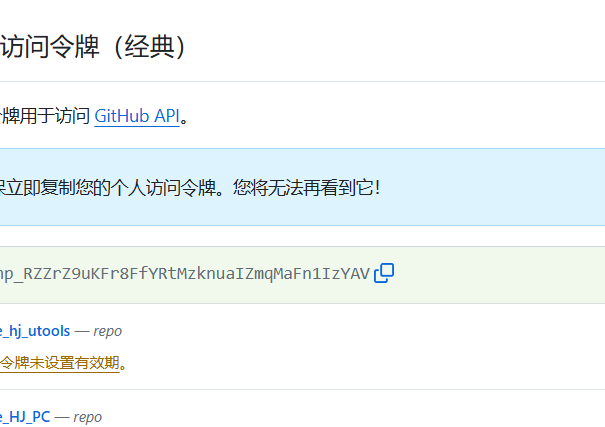 访问令牌（经典）
牌用于访问 GitHub API。
立即复制您的个人访问令牌。您将无法再看到它！
hp_RZZrZ9uKFr8FfYRtMzknuaIZmqMaFn1IzYAV
e_hj_utools — repo
令牌未设置有效期。
e_HJ_PC — repo